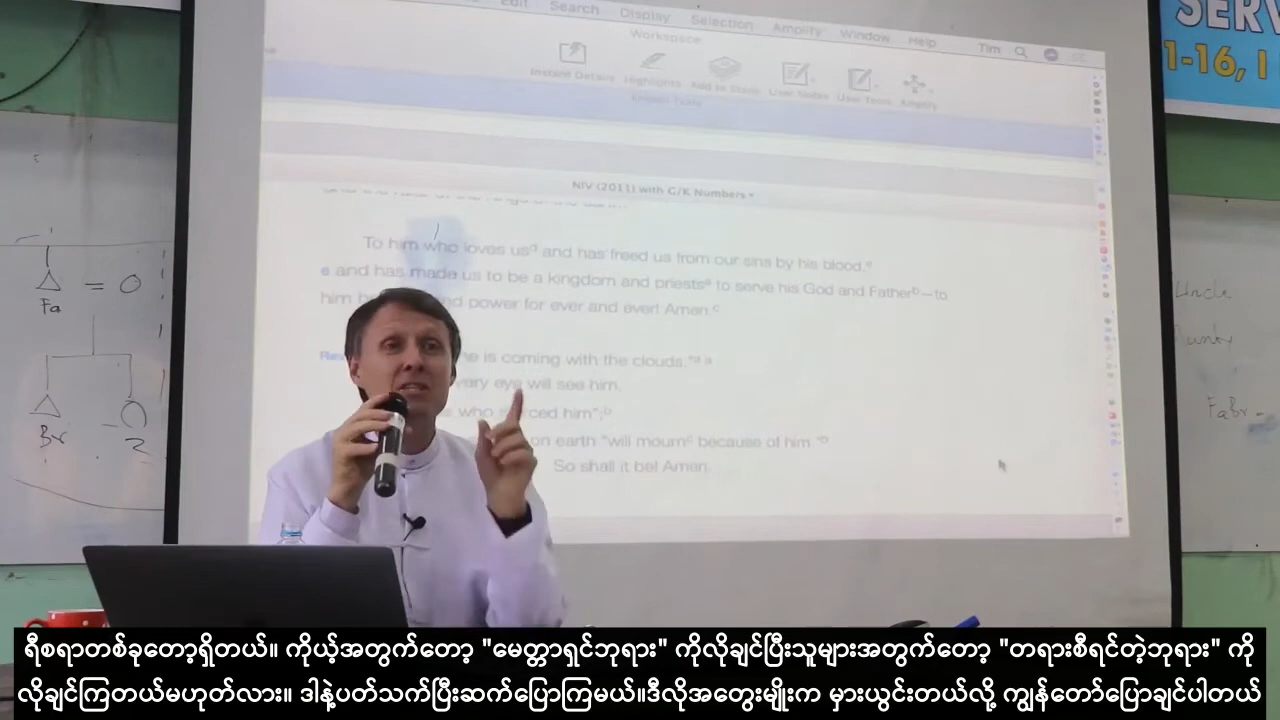 Edit Search Display Selection Amplify Window Help Tim
Workspace
Instant Details Highlights Add to Stack User Notes User Tools Amplify
SERV
1-16, I
NIV (2011) with G/K Numbers
To him who loves us and has freed us from our sins by his blood,
and has made us to be a kingdom and priests to serve his God and Father—to
him power for ever and ever! Amen.
is coming with the clouds,"
eye will see him,
who him";
on earth "will mourn because of him."
So shall it be! Amen.
Fa
=
Br
Z
Uncle
Aunty
FaBr
ရီစရာတစ်ခုတော့ရှိတယ်။ ကိုယ့်အတွက်တော့ "မေတ္တာရှင်ဘုရား" ကိုလိုချင်ပြီးသူများအတွက်တော့ "တရားစီရင်တဲ့ဘုရား" ကို
လိုချင်ကြတယ်မဟုတ်လား။ ဒါနဲ့ပတ်သက်ပြီးဆက်ပြောကြမယ်။ဒီလိုအတွေးမျိုးက မှားယွင်းတယ်လို့ ကျွန်တော်ပြောချင်ပါတယ်